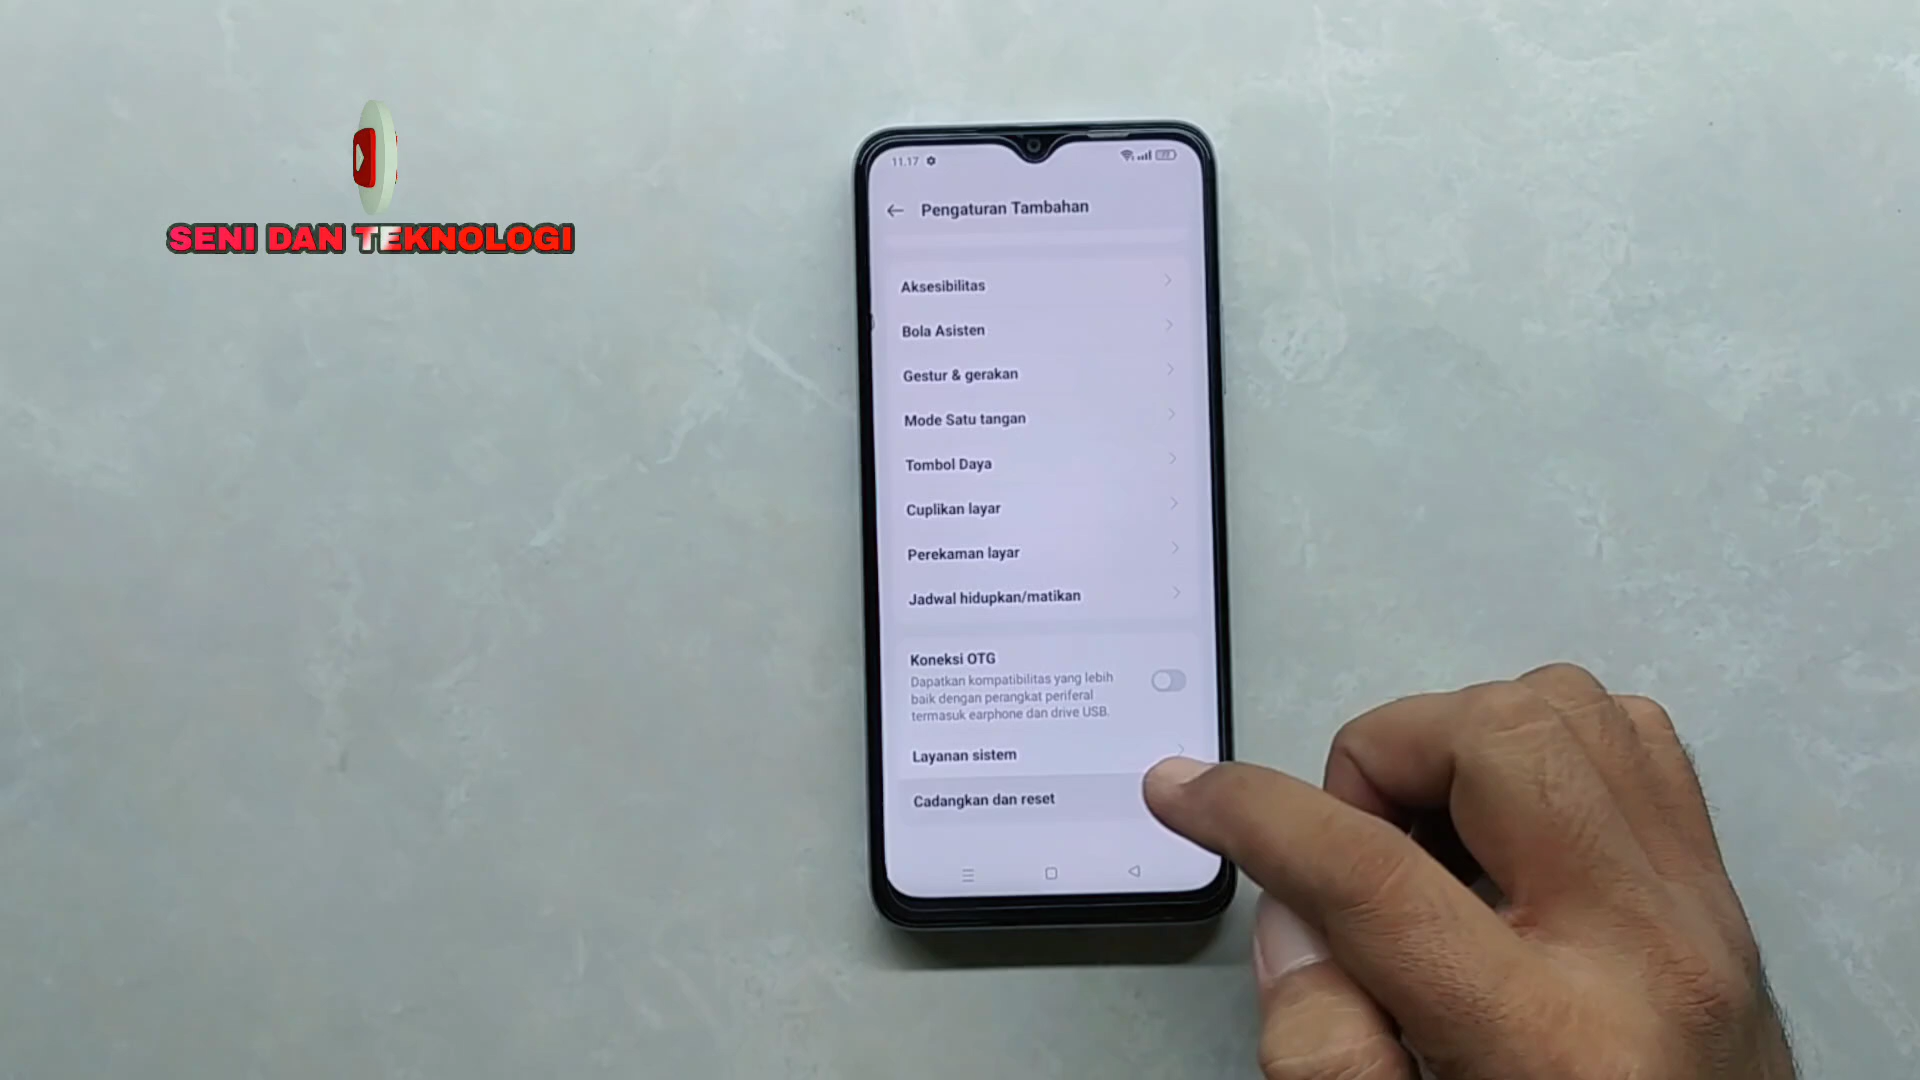 SENI DAN TEKNOLOGI
11.17
Pengaturan Tambahan
Aksesibilitas
Bola Asisten
Gestur & gerakan
Mode Satu tangan
Tombol Daya
Cuplikan layar
Perekaman layar
Jadwal hidupkan/matikan
Koneksi OTG
Dapatkan kompatibilitas yang lebih
baik dengan perangkat periferal
termasuk earphone dan drive USB.
Layanan sistem
Cadangkan dan reset